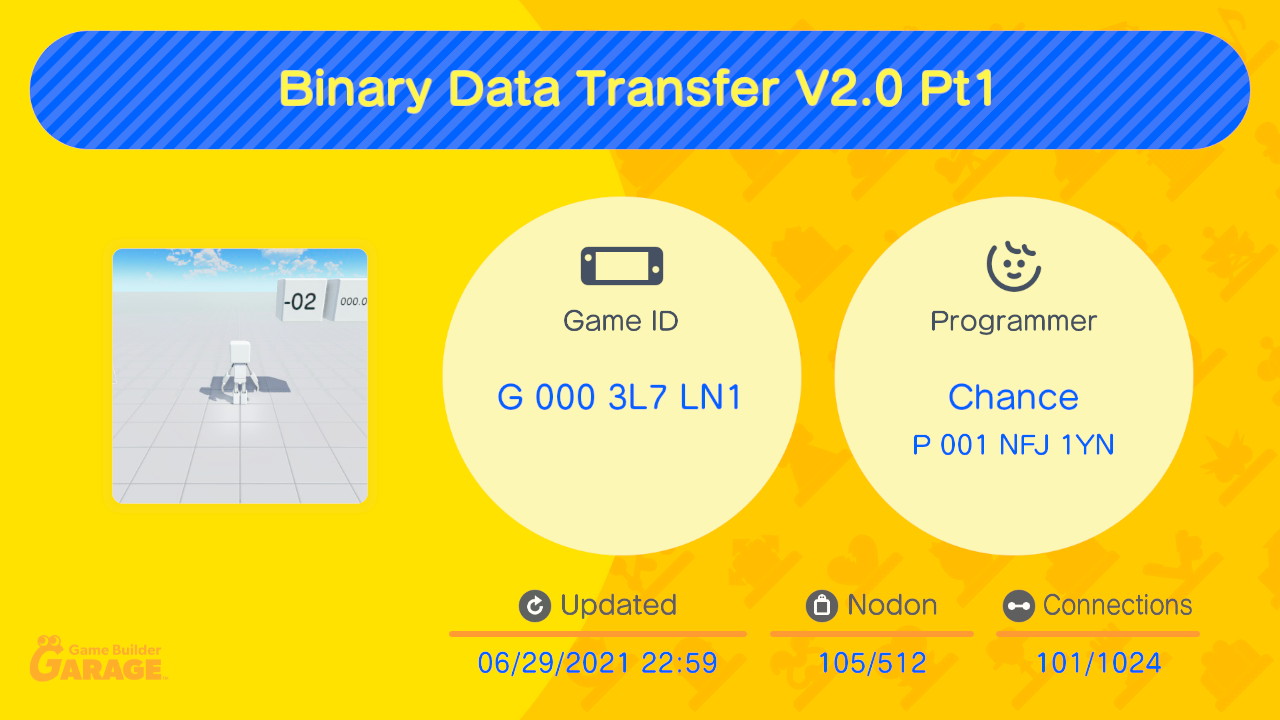 Binary Data Transfer V2.0 Pt1
-02
000.0
Game ID
G 000 3L7 LN1
Programmer
Chance
P 001 NFJ 1YN
Updated
06/29/2021 22:59
Nodon
105/512
Connections
101/1024
Game Builder
GARAGE